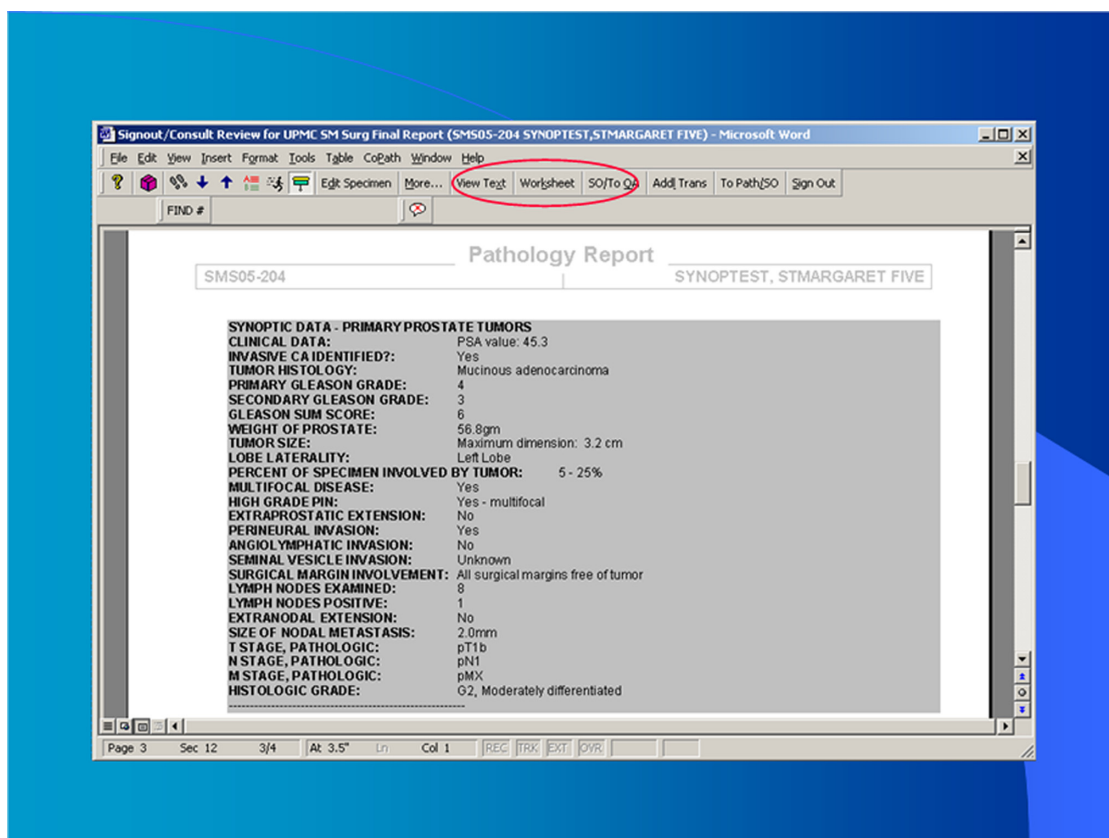 Signout/Consult Review for UPMC SM Surg Final Report (SMS05-204 SYNOPTEST,STMARGARET FIVE) - Microsoft Word
File Edit View Insert Format Tools Table CoPath Window Help
Edit Specimen More... View Text Worksheet SO/To QA Addl Trans To Path/SO Sign Out
FIND #
Pathology Report
SMS05-204 SYNOPTEST, STMARGARET FIVE
SYNOPTIC DATA - PRIMARY PROSTATE TUMORS
CLINICAL DATA: PSA value: 45.3
INVASIVE CA IDENTIFIED?: Yes
TUMOR HISTOLOGY: Mucinous adenocarcinoma
PRIMARY GLEASON GRADE: 4
SECONDARY GLEASON GRADE: 3
GLEASON SUM SCORE: 6
WEIGHT OF PROSTATE: 56.8gm
TUMOR SIZE: Maximum dimension: 3.2 cm
LOBE LATERALITY: Left Lobe
PERCENT OF SPECIMEN INVOLVED BY TUMOR: 5 - 25%
MULTIFOCAL DISEASE: Yes
HIGH GRADE PIN: Yes - multifocal
EXTRAPROSTATIC EXTENSION: No
PERINEURAL INVASION: Yes
ANGIOLYMPHATIC INVASION: No
SEMINAL VESICLE INVASION: Unknown
SURGICAL MARGIN INVOLVEMENT: All surgical margins free of tumor
LYMPH NODES EXAMINED: 8
LYMPH NODES POSITIVE: 1
EXTRANODAL EXTENSION: No
SIZE OF NODAL METASTASIS: 2.0mm
T STAGE, PATHOLOGIC: pT1b
N STAGE, PATHOLOGIC: pN1
M STAGE, PATHOLOGIC: pMX
HISTOLOGIC GRADE: G2, Moderately differentiated
Page 3 Sec 12 3/4 At 3.5" Ln Col 1 REC TRK EXT OVR